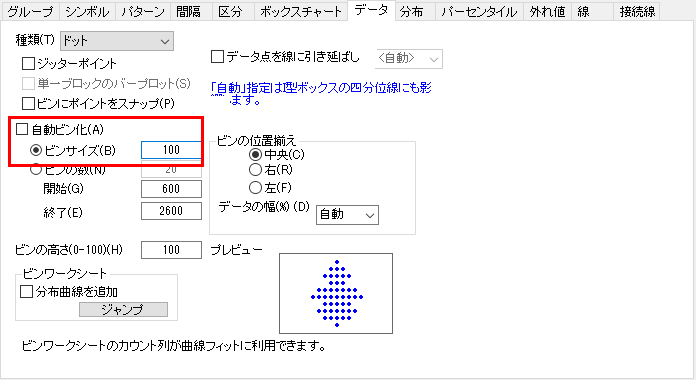 グループ シンボル パターン 間隔 区分 ボックスチャート データ 分布 パーセンタイル 外れ値 線 接続線
種類(T) ドット
データ点を線に引き延ばし <自動>
ジッターポイント
単一ブロックのバープロット(S)
ビンにポイントをスナップ(P)
「自動」指定はI型ボックスの四分位線にも影
ます。
自動ビン化(A)
ビンサイズ(B) 100
ビンの数(N) 20
開始(G) 600
終了(E) 2600
ビンの位置揃え
中央(C)
右(R)
左(F)
データの幅(%) (D) 自動
ビンの高さ(0-100)(H) 100
プレビュー
ビンワークシート
分布曲線を追加
ジャンプ
ビンワークシートのカウント列が曲線フィットに利用できます。